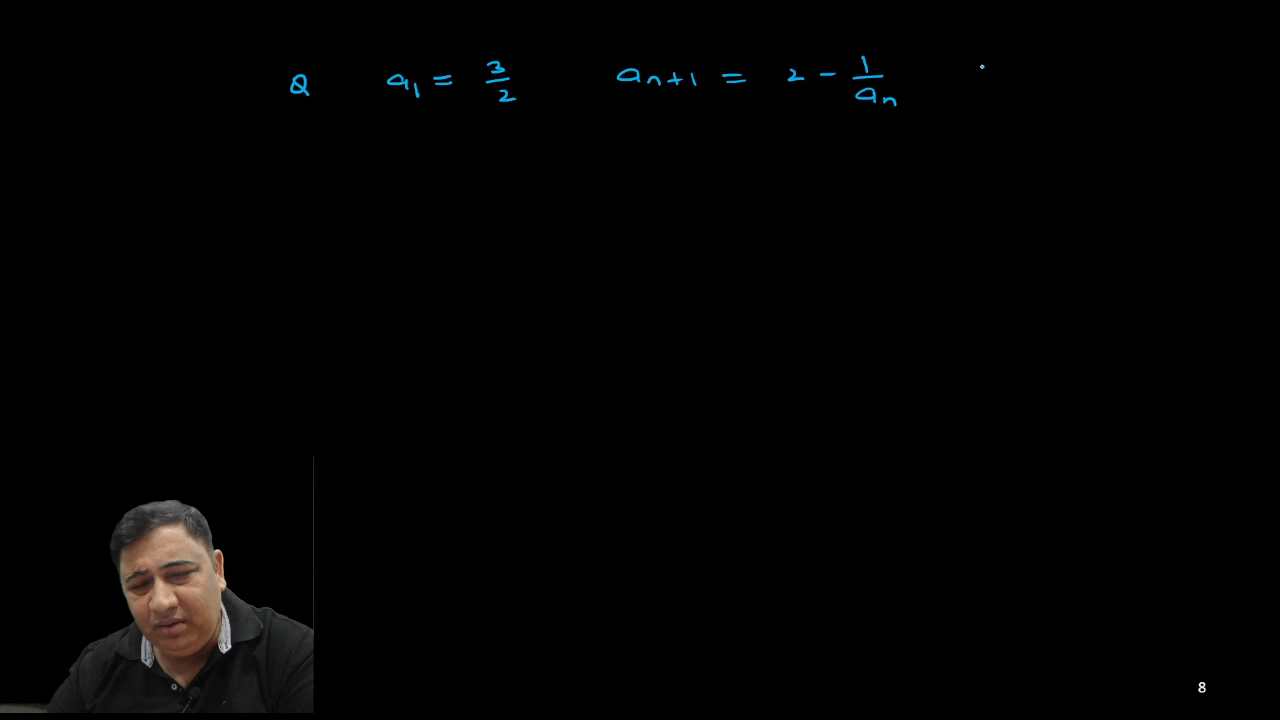 Q a₁ = 3/2 aₙ₊₁ = 2 - 1/aₙ
8